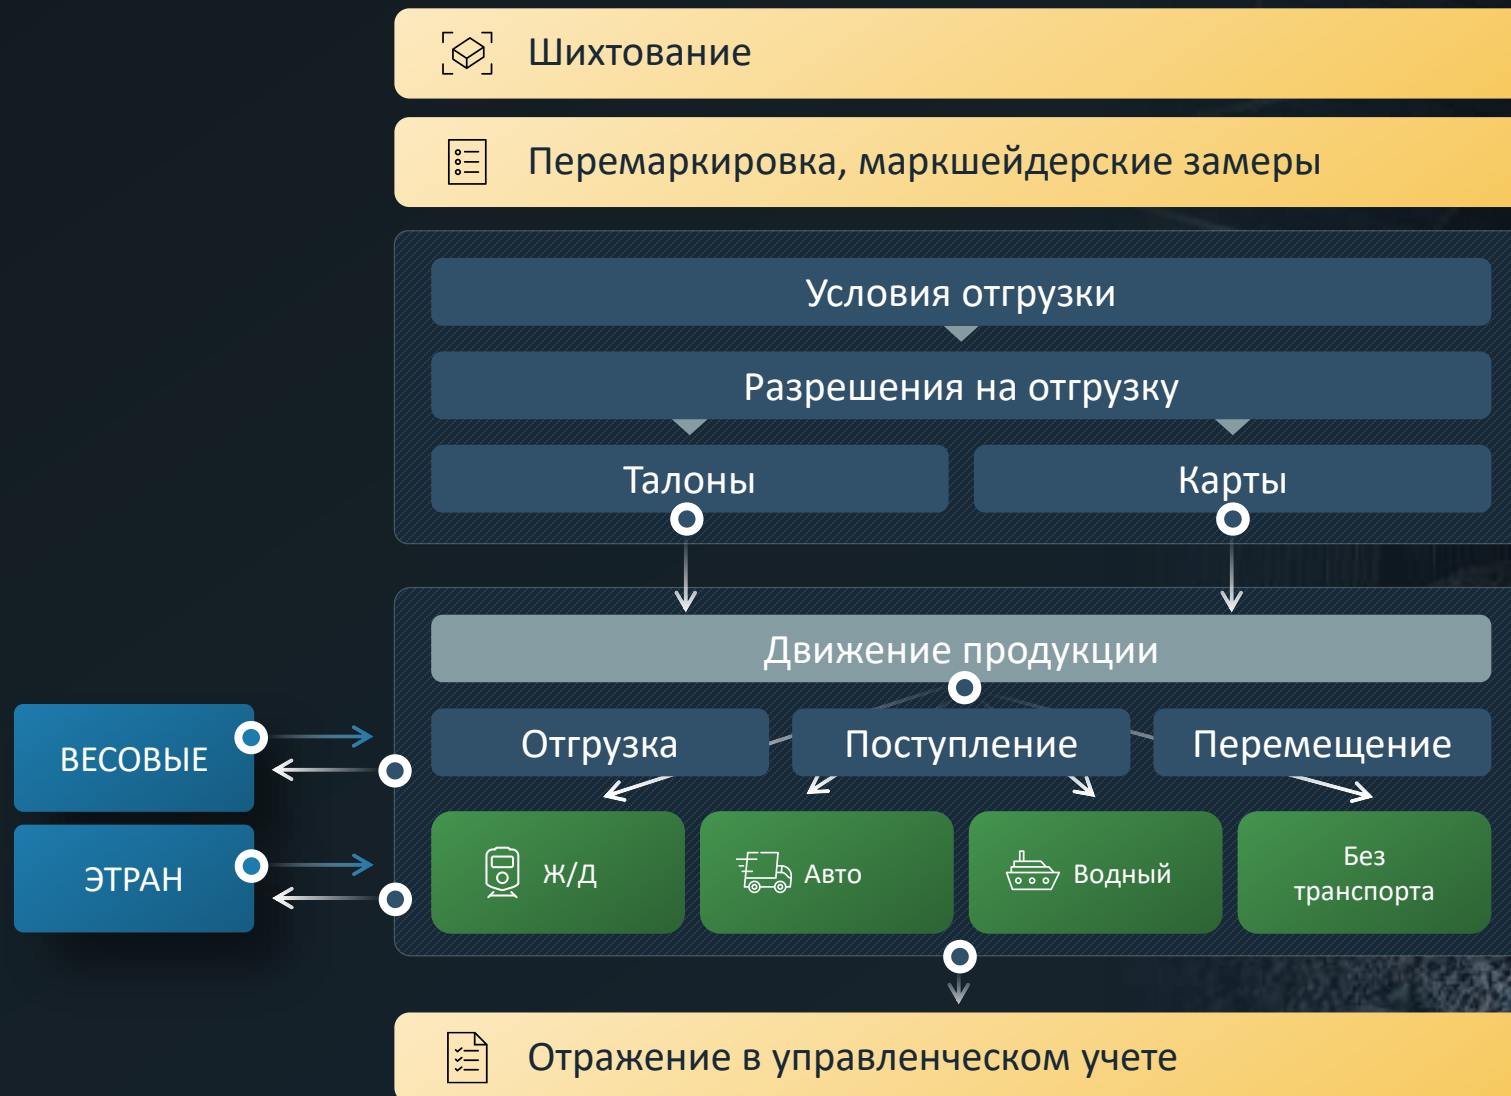 Шихтование
Перемаркировка, маркшейдерские замеры
Условия отгрузки
Разрешения на отгрузку
Талоны
Карты
Движение продукции
ВЕСОВЫЕ
Отгрузка
Поступление
Перемещение
ЭТРАН
Ж/Д
Авто
Водный
Без
транспорта
Отражение в управленческом учете